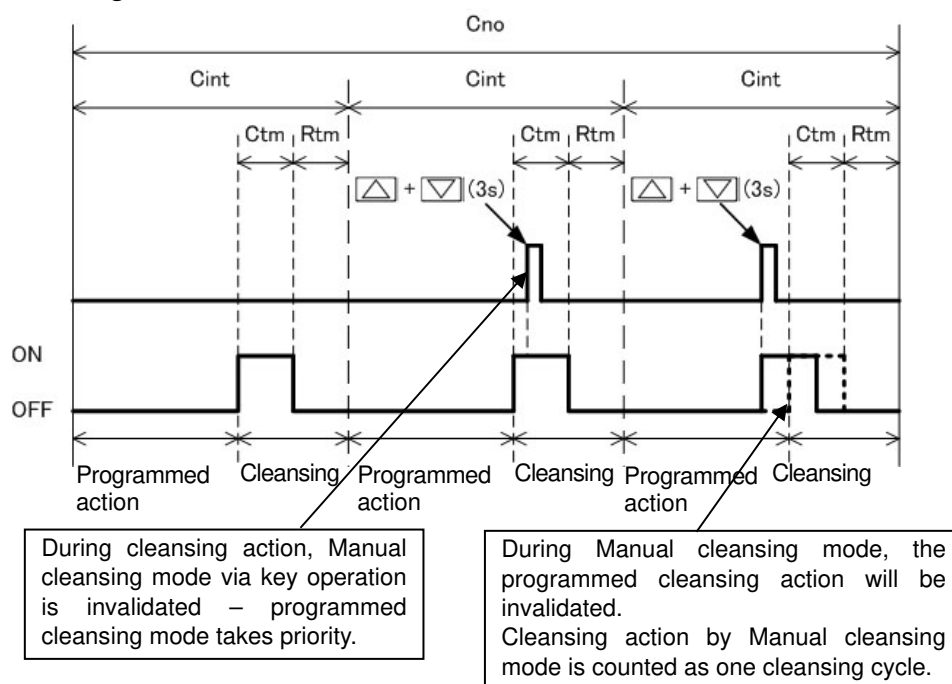 Cno
Cint Cint Cint
Ctm Rtm Ctm Rtm Ctm Rtm
△ + ▽ (3s) △ + ▽ (3s)
ON
OFF
Programmed action
Cleansing
Programmed action
Cleansing
Programmed action
Cleansing
During cleansing action, Manual
cleansing mode via key operation
is invalidated – programmed
cleansing mode takes priority.
During Manual cleansing mode, the
programmed cleansing action will be
invalidated.
Cleansing action by Manual cleansing
mode is counted as one cleansing cycle.